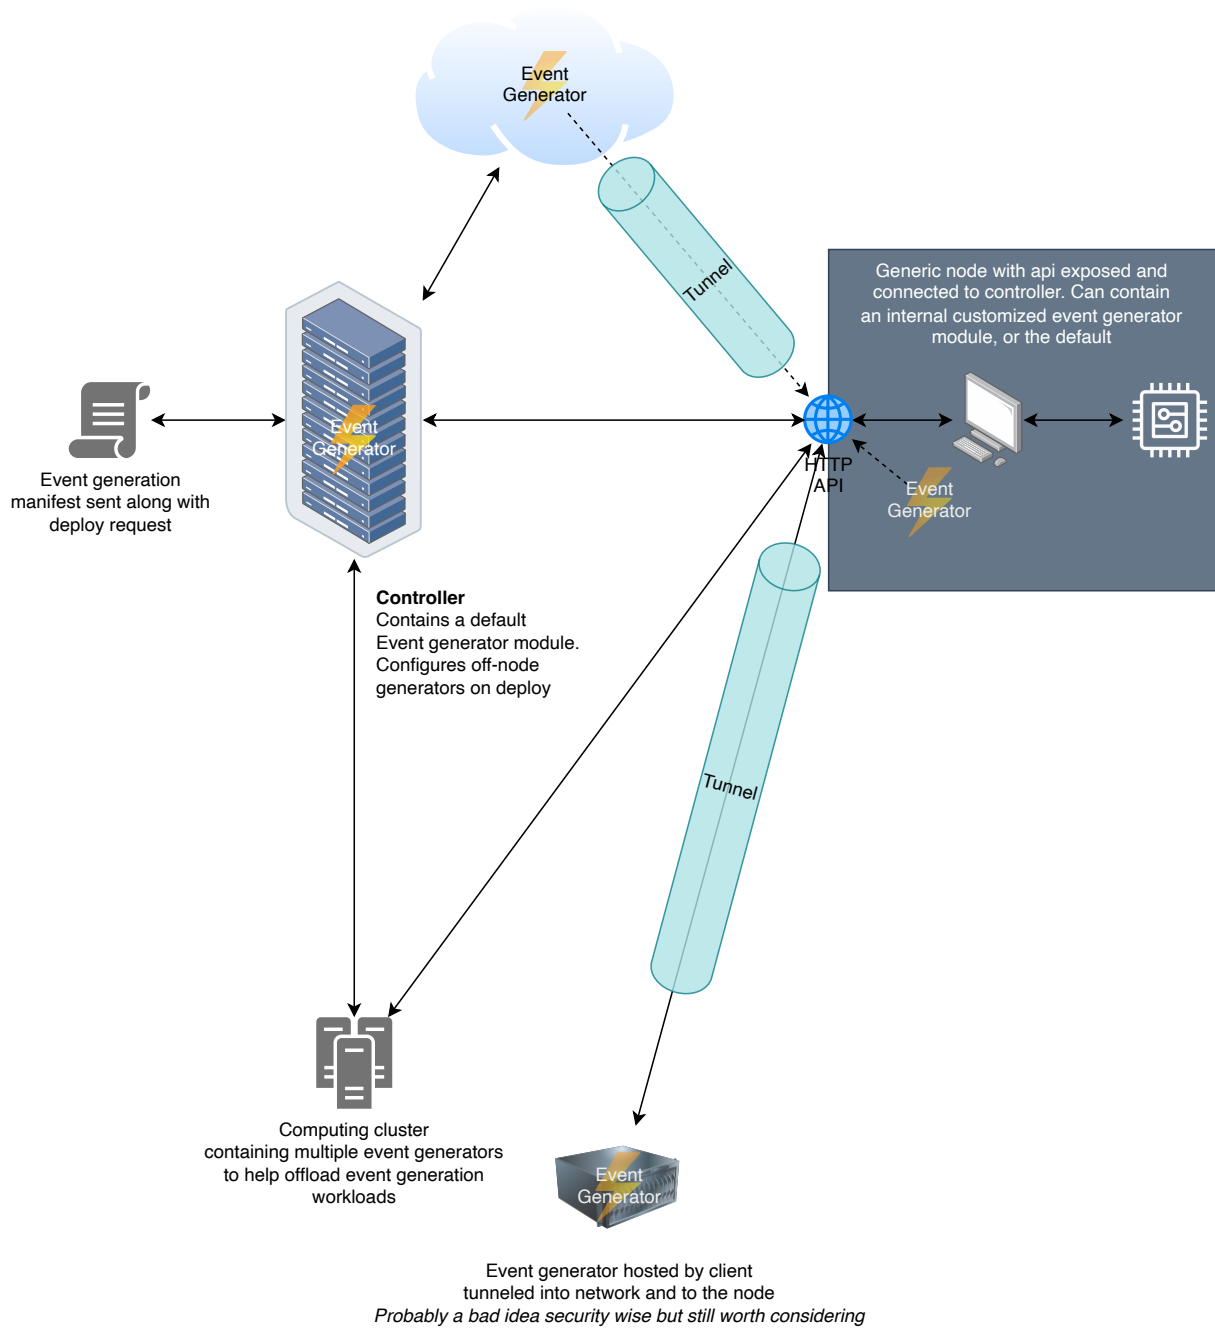 Event
Generator
Tunnel
Generic node with api exposed and
connected to controller. Can contain
an internal customized event generator
module, or the default
Event
Generator
Event generation
manifest sent along with
deploy request
HTTP
API
Event
Generator
Controller
Contains a default
Event generator module.
Configures off-node
generators on deploy
Tunnel
Computing cluster
containing multiple event generators
to help offload event generation
workloads
Event
Generator
Event generator hosted by client
tunneled into network and to the node
Probably a bad idea security wise but still worth considering